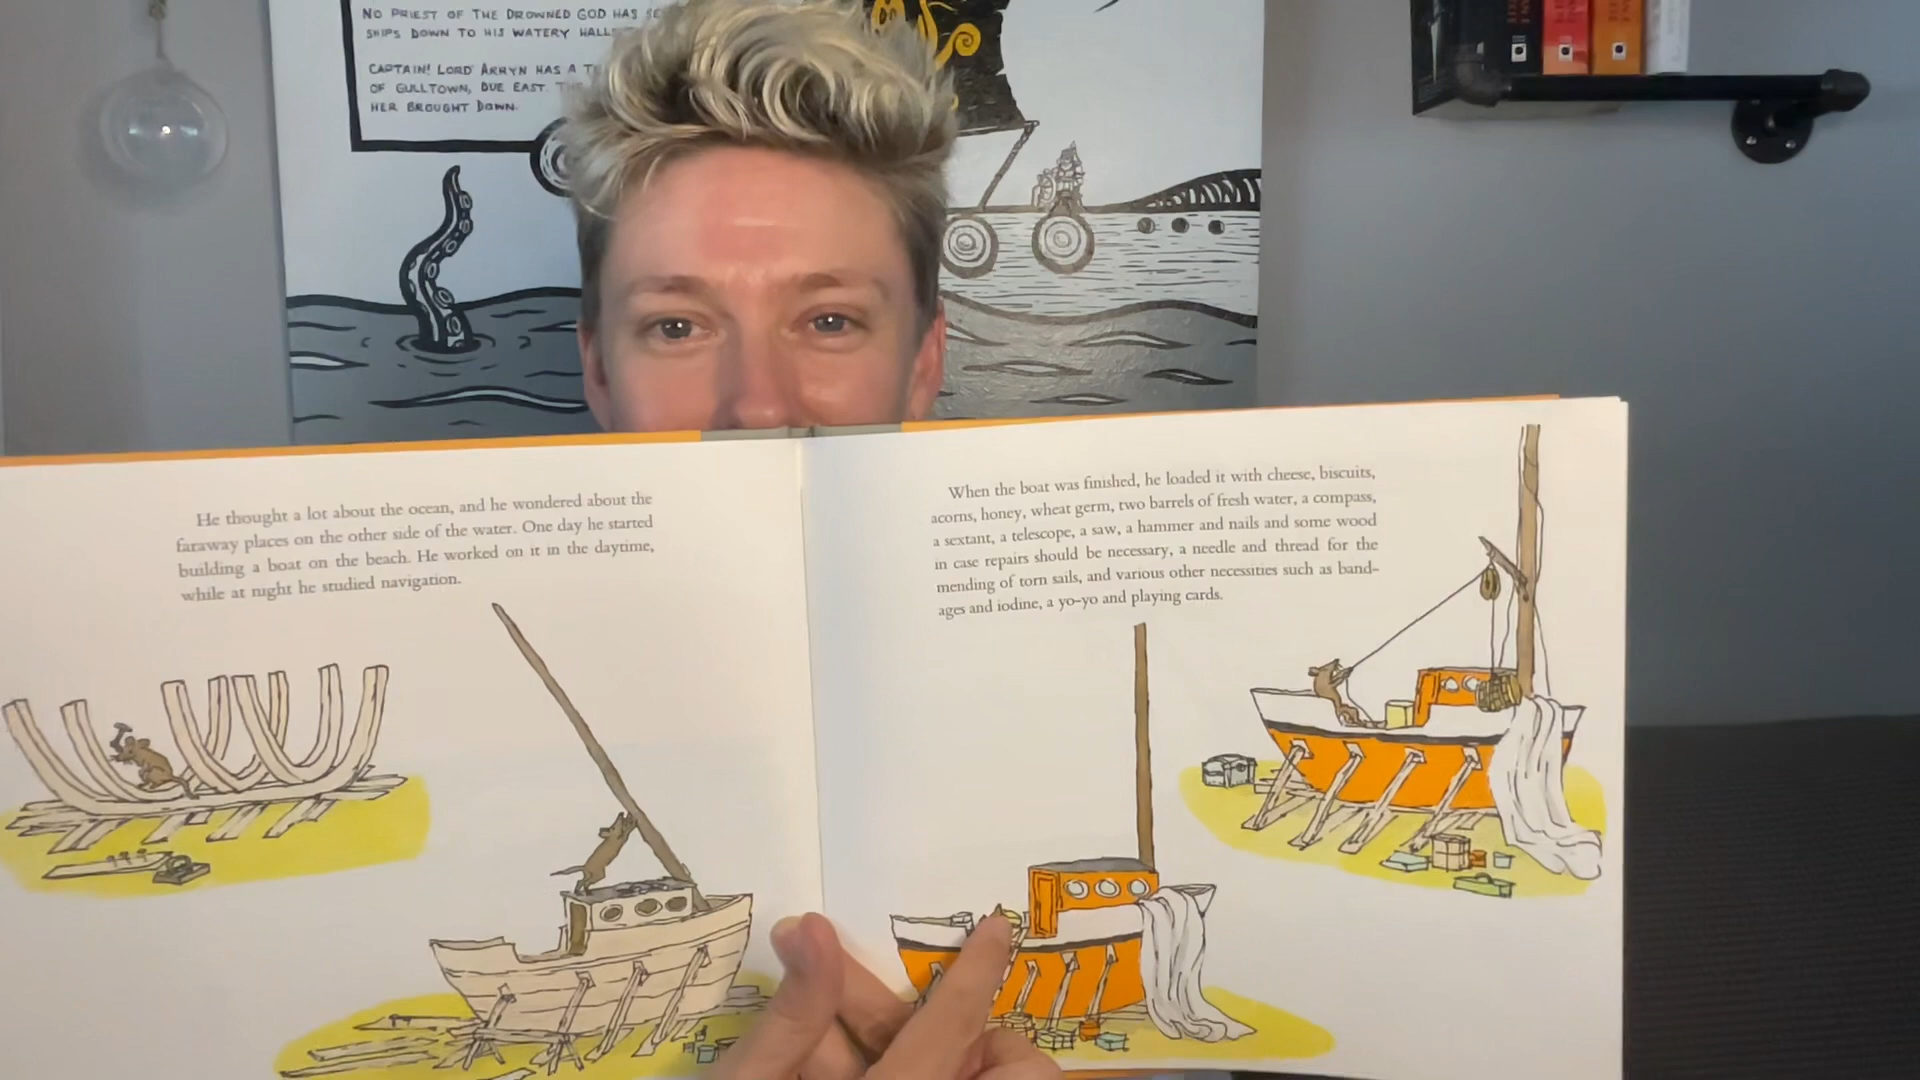 NO PRIEST OF THE DROWNED GOD HAS
SHIPS DOWN TO HIS WATERY HALL
CAPTAIN! LORD ARRYN HAS A
OF GULLTOWN, DUE EAST.
HER BROUGHT DOWN.
He thought a lot about the ocean, and he wondered about the
faraway places on the other side of the water. One day he started
building a boat on the beach. He worked on it in the daytime,
while at night he studied navigation.
When the boat was finished, he loaded it with cheese, biscuits,
acorns, honey, wheat germ, two barrels of fresh water, a compass,
a sextant, a telescope, a saw, a hammer and nails and some wood
in case repairs should be necessary, a needle and thread for the
mending of torn sails, and various other necessities such as band-
ages and iodine, a yo-yo and playing cards.